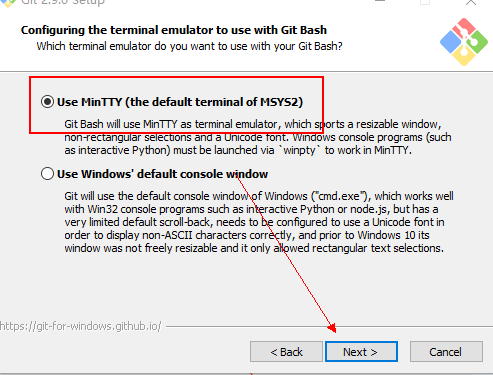 Git 2.9.0 Setup
Configuring the terminal emulator to use with Git Bash
Which terminal emulator do you want to use with your Git Bash?
Use MinTTY (the default terminal of MSYS2)
Git Bash will use MinTTY as terminal emulator, which sports a resizable window,
non-rectangular selections and a Unicode font. Windows console programs (such
as interactive Python) must be launched via `winpty` to work in MinTTY.
Use Windows' default console window
Git will use the default console window of Windows ("cmd.exe"), which works well
with Win32 console programs such as interactive Python or node.js, but has a
very limited default scroll-back, needs to be configured to use a Unicode font in
order to display non-ASCII characters correctly, and prior to Windows 10 its
window was not freely resizable and it only allowed rectangular text selections.
https://git-for-windows.github.io/
< Back
Next >
Cancel